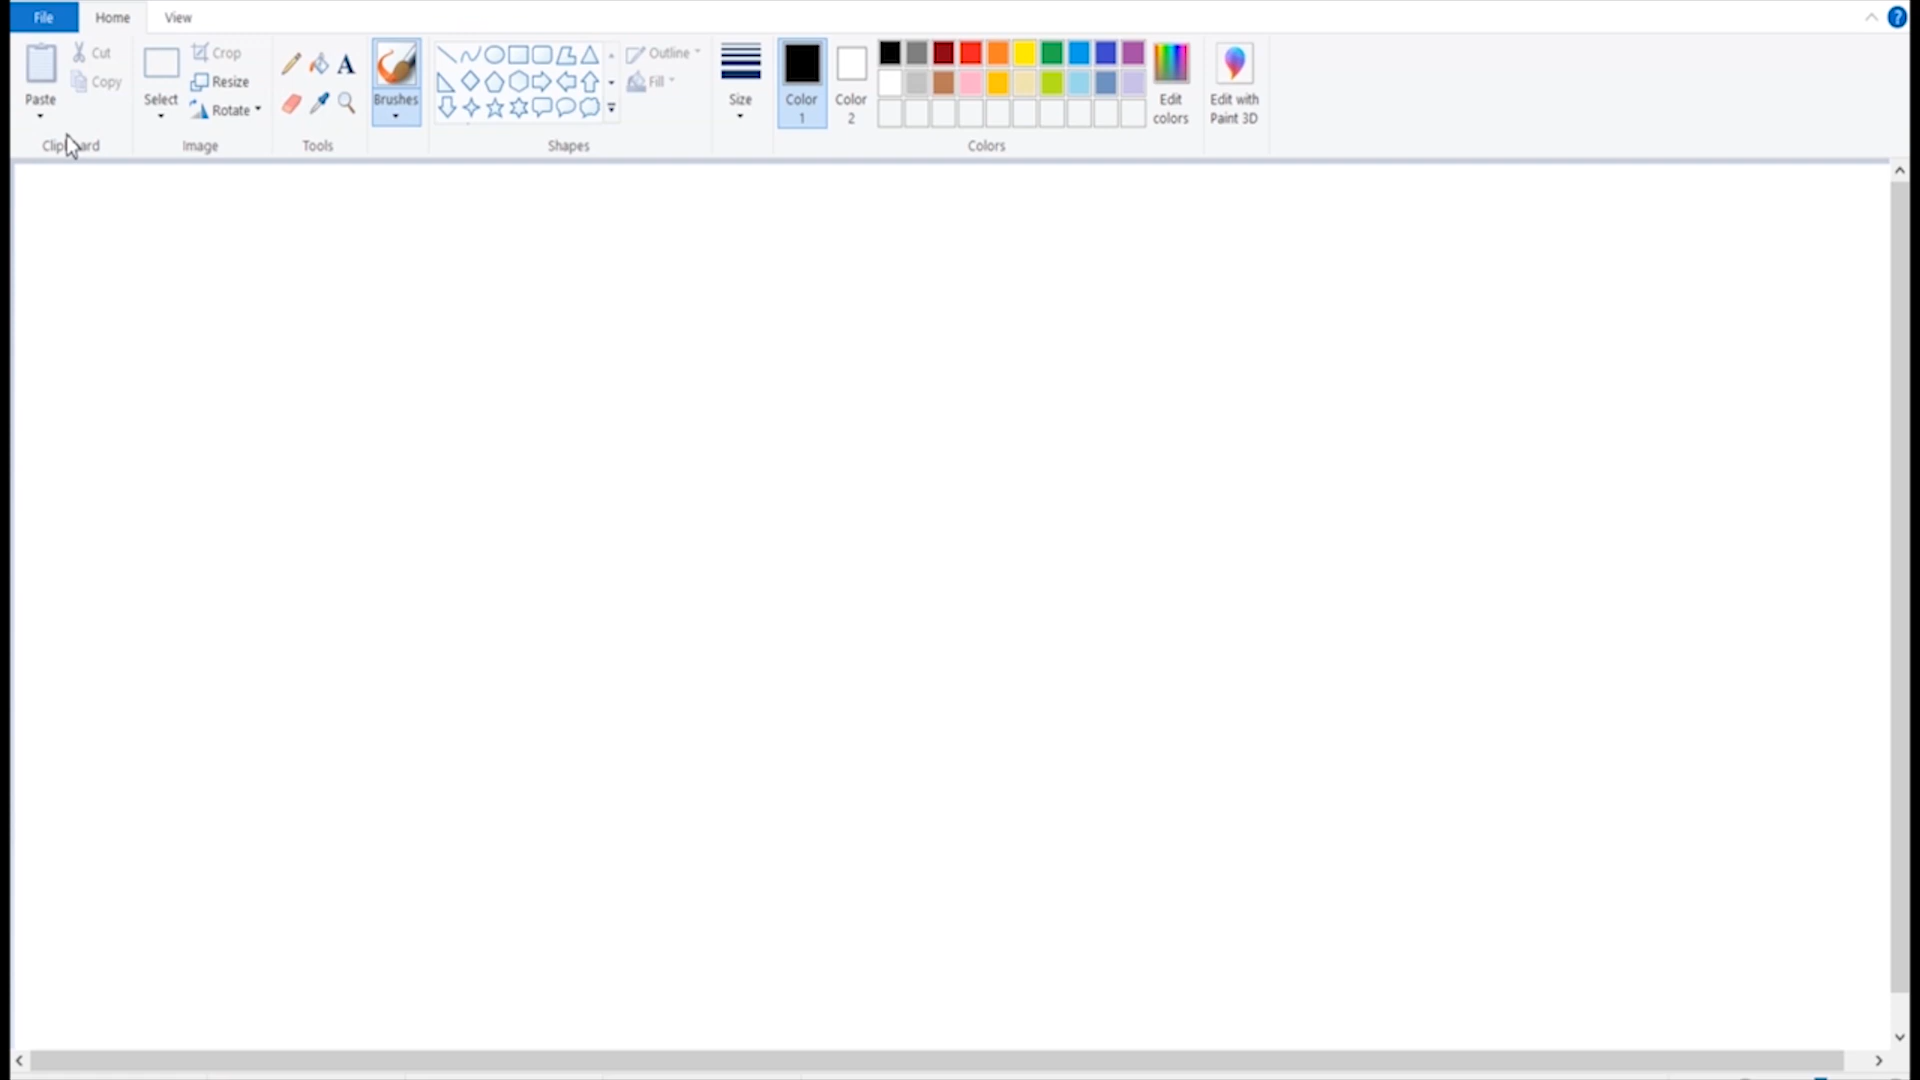 File Home View ?
Cut Crop Outline
Copy Resize A Fill
Paste Select Rotate Brushes Size Color 1 Color 2 Edit colors Edit with Paint 3D
Clipboard Image Tools Shapes Colors